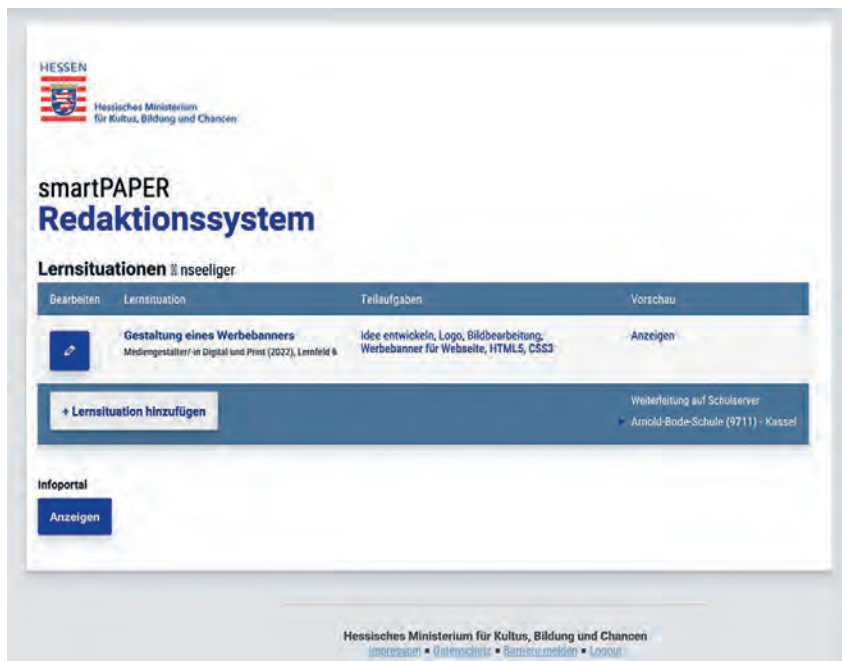 HESSEN
Hessisches Ministerium
für Kultus, Bildung und Chancen
smartPAPER
Redaktionssystem
Lernsituationen nseeliger
Bearbeiten Lernsituation Teilaufgaben Vorschau
Gestaltung eines Werbebanners Idee entwickeln, Logo, Bildbearbeitung, Anzeigen
Mediengestalter/-in Digital und Print (2022), Lernfeld 6 Werbebanner für Webseite, HTML5, CSS3
+ Lernsituation hinzufügen Weiterleitung auf Schulserver
Arnold-Bode-Schule (9711) - Kassel
Infoportal
Anzeigen
Hessisches Ministerium für Kultus, Bildung und Chancen
Impressum ▪ Datenschutz ▪ Barriere melden ▪ Logout